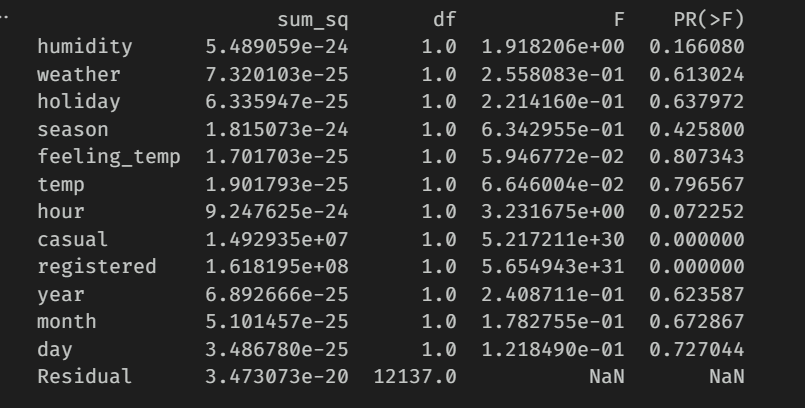 sum_sq df F PR(>F)
humidity 5.489059e-24 1.0 1.918206e+00 0.166080
weather 7.320103e-25 1.0 2.558083e-01 0.613024
holiday 6.335947e-25 1.0 2.214160e-01 0.637972
season 1.815073e-24 1.0 6.342955e-01 0.425800
feeling_temp 1.701703e-25 1.0 5.946772e-02 0.807343
temp 1.901793e-25 1.0 6.646004e-02 0.796567
hour 9.247625e-24 1.0 3.231675e+00 0.072252
casual 1.492935e+07 1.0 5.217211e+30 0.000000
registered 1.618195e+08 1.0 5.654943e+31 0.000000
year 6.892666e-25 1.0 2.408711e-01 0.623587
month 5.101457e-25 1.0 1.782755e-01 0.672867
day 3.486780e-25 1.0 1.218490e-01 0.727044
Residual 3.473073e-20 12137.0 NaN NaN